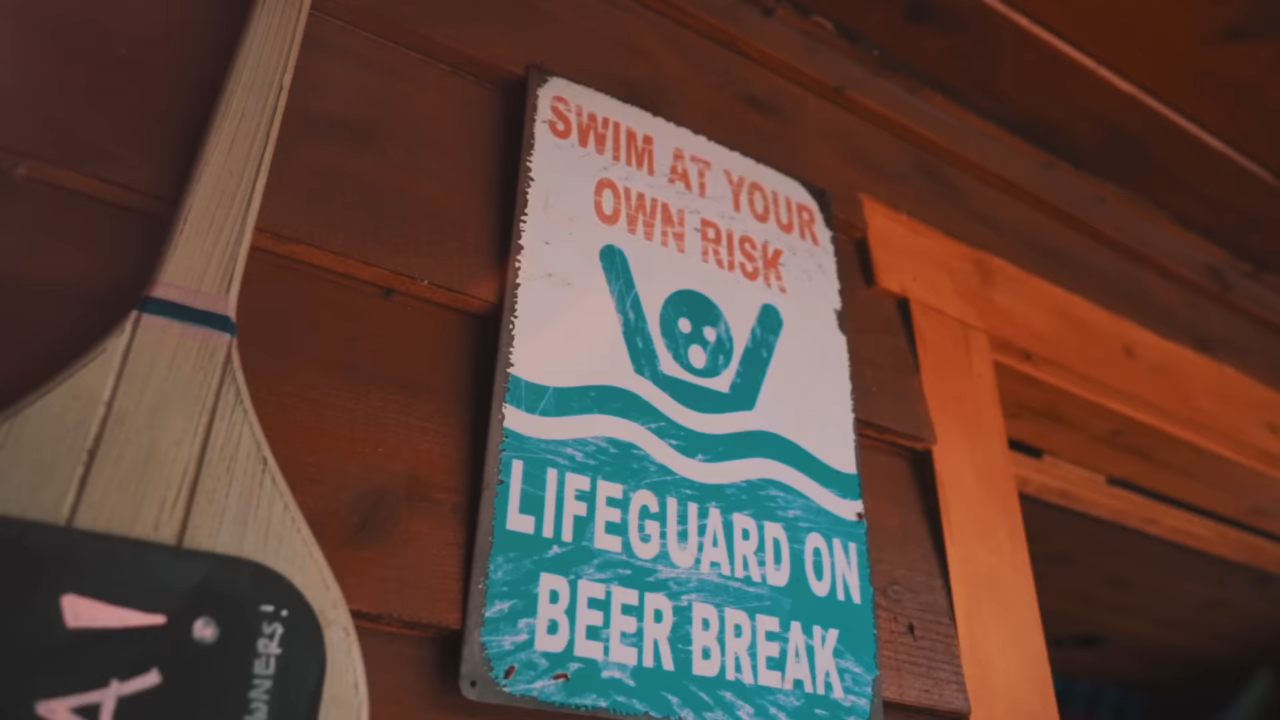 SWIM AT YOUR
OWN RISK
LIFEGUARD ON
BEER BREAK
A!